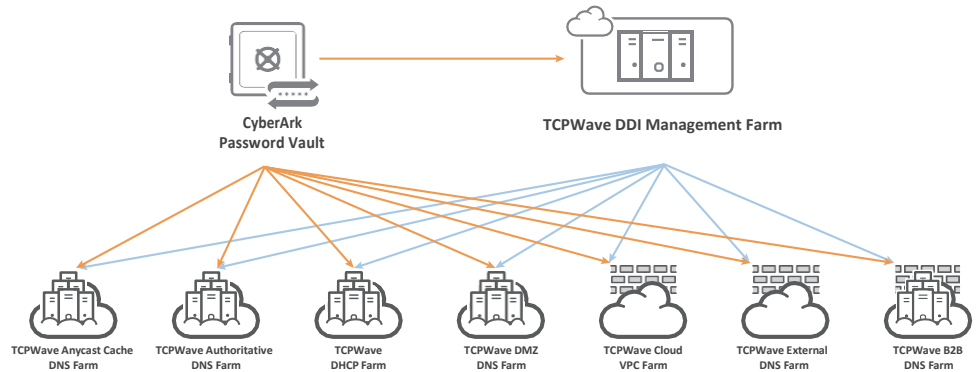 CyberArk
Password Vault
TCPWave DDI Management Farm
TCPWave Anycast Cache
DNS Farm
TCPWave Authoritative
DNS Farm
TCPWave
DHCP Farm
TCPWave DMZ
DNS Farm
TCPWave Cloud
VPC Farm
TCPWave External
DNS Farm
TCPWave B2B
DNS Farm